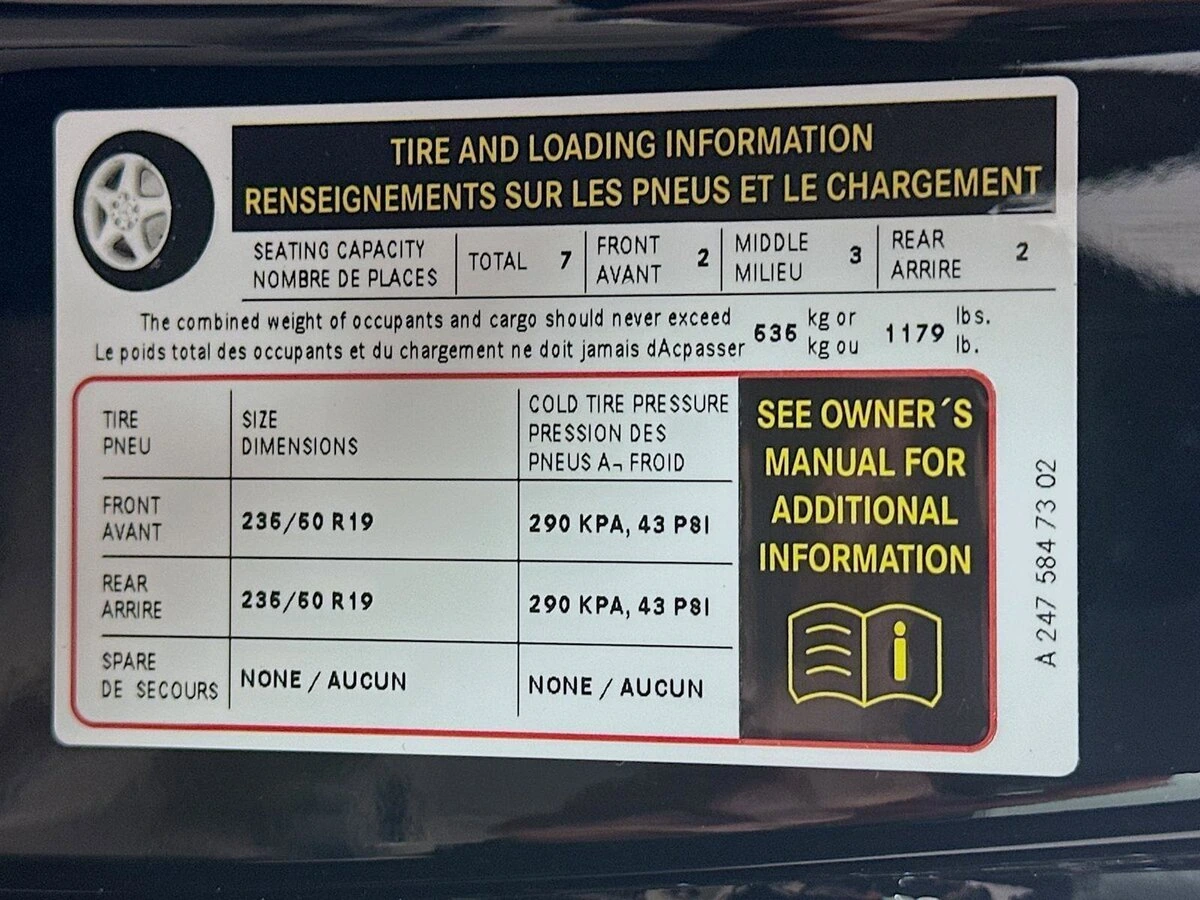 TIRE AND LOADING INFORMATION
RENSEIGNEMENTS SUR LES PNEUS ET LE CHARGEMENT
SEATING CAPACITY
NOMBRE DE PLACES
TOTAL 7
FRONT
AVANT
2
MIDDLE
MILIEU
3
REAR
ARRIRE
2
The combined weight of occupants and cargo should never exceed
Le poids total des occupants et du chargement ne doit jamais dAcpasser
535
kg or
kg ou
1179
lbs.
lb.
TIRE
PNEU
SIZE
DIMENSIONS
COLD TIRE PRESSURE
PRESSION DES
PNEUS A¬ FROID
FRONT
AVANT
235/50 R19
290 KPA, 43 PSI
REAR
ARRIRE
235/50 R19
290 KPA, 43 PSI
SPARE
DE SECOURS
NONE / AUCUN
NONE / AUCUN
SEE OWNER´S
MANUAL FOR
ADDITIONAL
INFORMATION
i
A 247 584 73 02